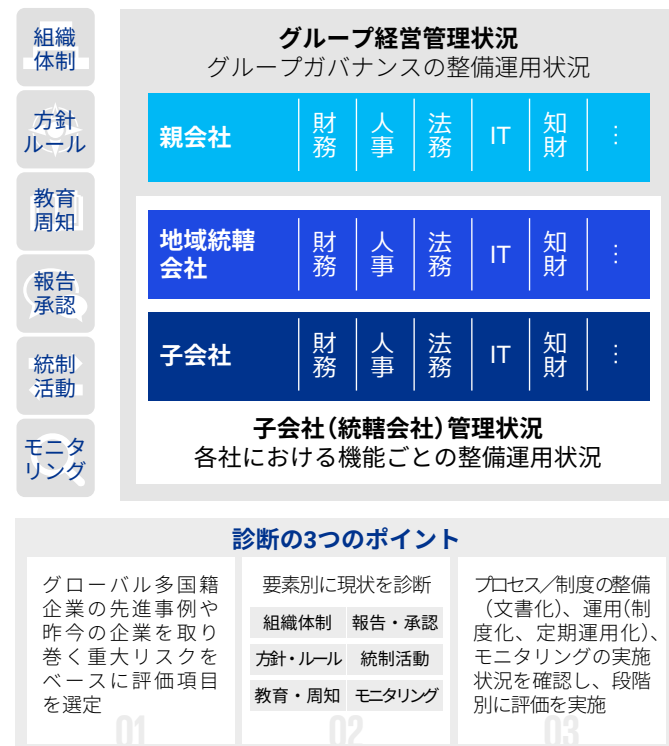 組織
体制
方針
ルール
教育
周知
報告
承認
統制
活動
モニタ
リング
グループ経営管理状況
グループガバナンスの整備運用状況
親会社 財務 人事 法務 IT 知財 …
地域統轄
会社 財務 人事 法務 IT 知財 …
子会社 財務 人事 法務 IT 知財 …
子会社(統轄会社)管理状況
各社における機能ごとの整備運用状況
診断の3つのポイント
グローバル多国籍
企業の先進事例や
昨今の企業を取り
巻く重大リスクを
ベースに評価項目
を選定
01
要素別に現状を診断
組織体制 報告・承認
方針・ルール 統制活動
教育・周知 モニタリング
02
プロセス/制度の整備
(文書化)、運用(制
度化、定期運用化)、
モニタリングの実施
状況を確認し、段階
別に評価を実施
03